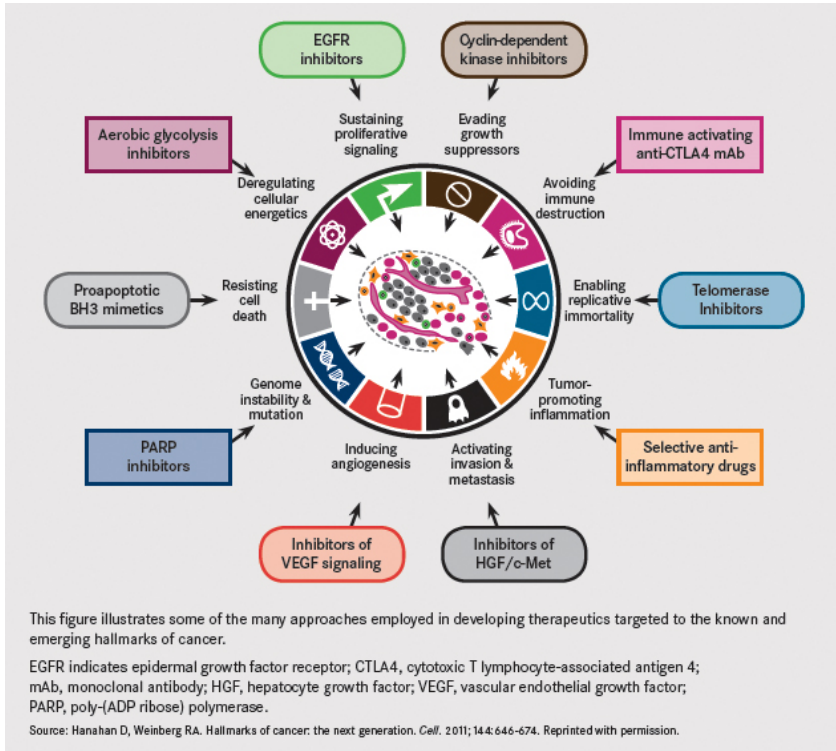 EGFR
inhibitors
Cyclin-dependent
kinase inhibitors
Sustaining
proliferative
signaling
Evading
growth
suppressors
Aerobic glycolysis
inhibitors
Immune activating
anti-CTLA4 mAb
Deregulating
cellular
energetics
Avoiding
immune
destruction
Proapoptotic
BH3 mimetics
Resisting
cell
death
Enabling
replicative
immortality
Telomerase
Inhibitors
Genome
instability &
mutation
Tumor-
promoting
inflammation
PARP
inhibitors
Inducing
angiogenesis
Activating
invasion &
metastasis
Selective anti-
inflammatory drugs
Inhibitors of
VEGF signaling
Inhibitors of
HGF/c-Met
This figure illustrates some of the many approaches employed in developing therapeutics targeted to the known and
emerging hallmarks of cancer.
EGFR indicates epidermal growth factor receptor; CTLA4, cytotoxic T lymphocyte-associated antigen 4;
mAb, monoclonal antibody; HGF, hepatocyte growth factor; VEGF, vascular endothelial growth factor;
PARP, poly-(ADP ribose) polymerase.
Source: Hanahan D, Weinberg RA. Hallmarks of cancer: the next generation. Cell. 2011; 144:646-674. Reprinted with permission.